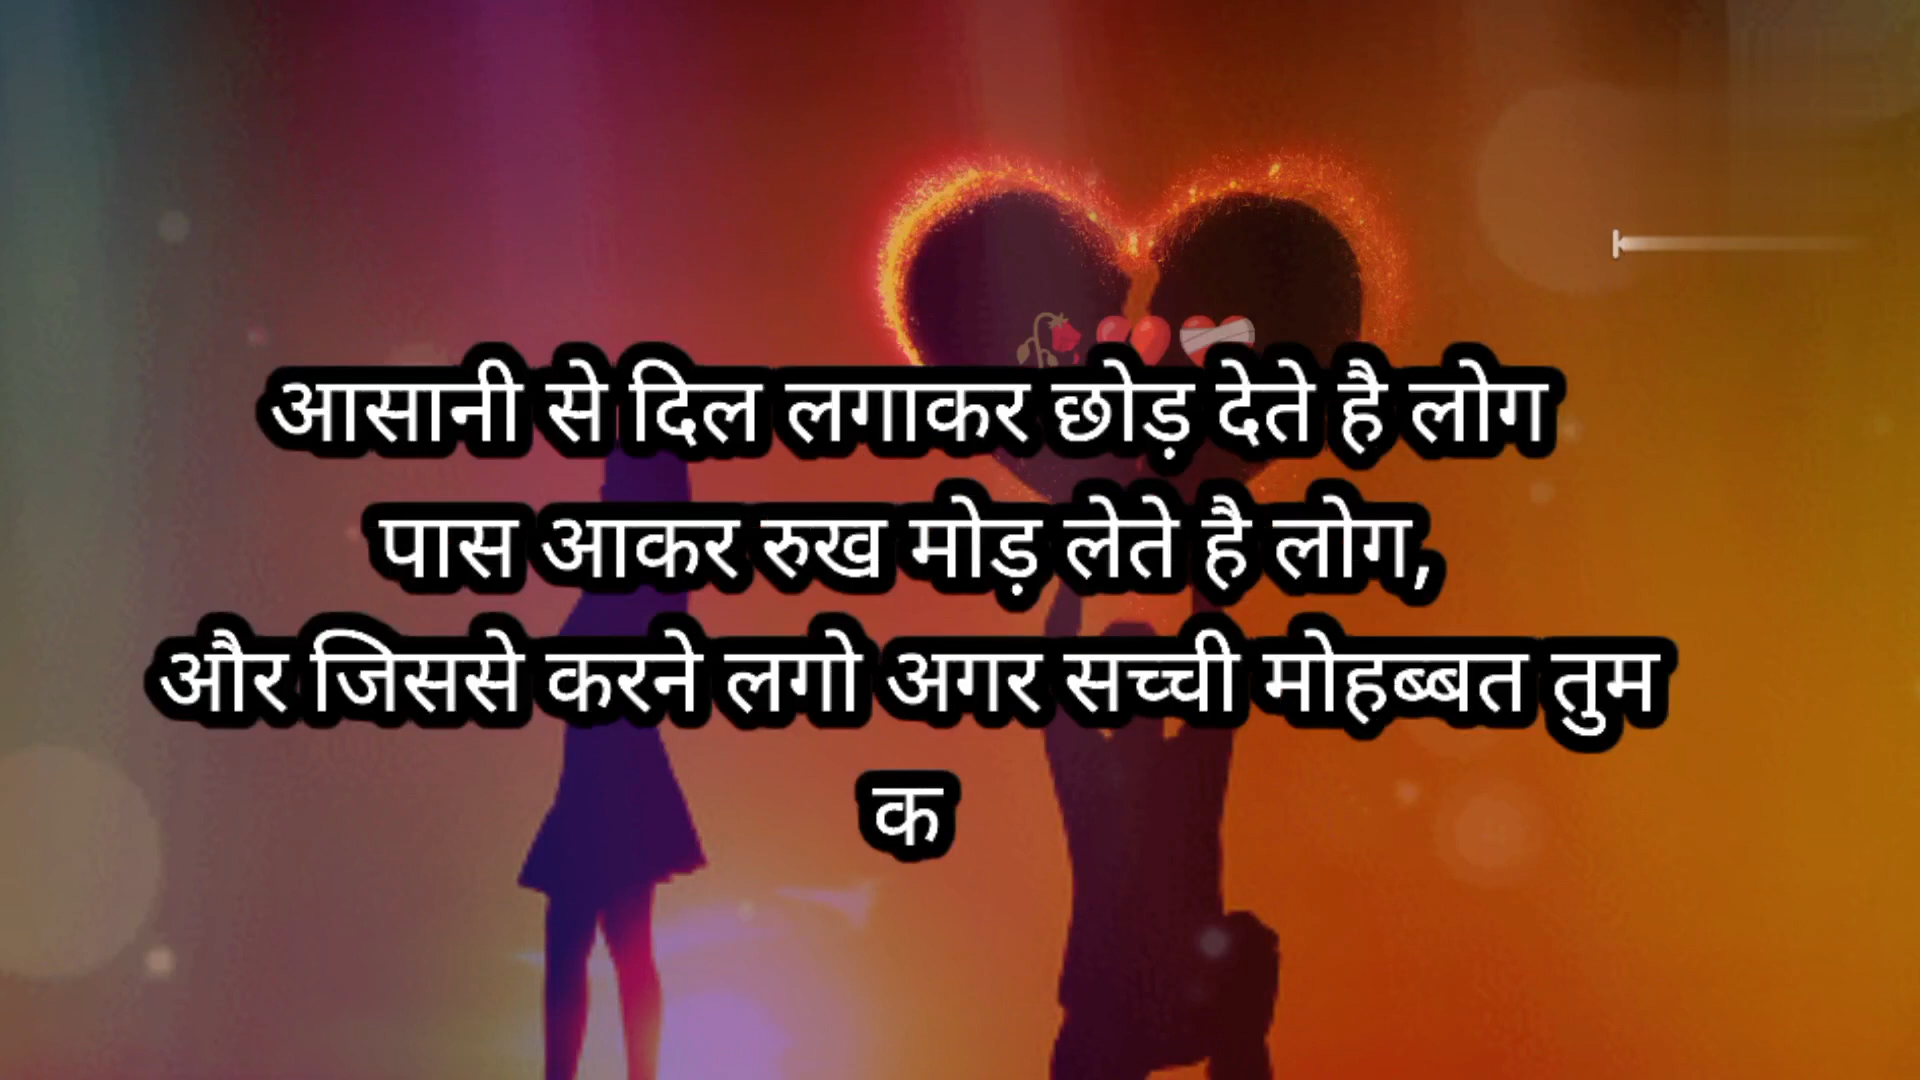 आसानी से दिल लगाकर छोड़ देते है लोग
पास आकर रुख मोड़ लेते है लोग,
और जिससे करने लगो अगर सच्ची मोहब्बत तुम
क